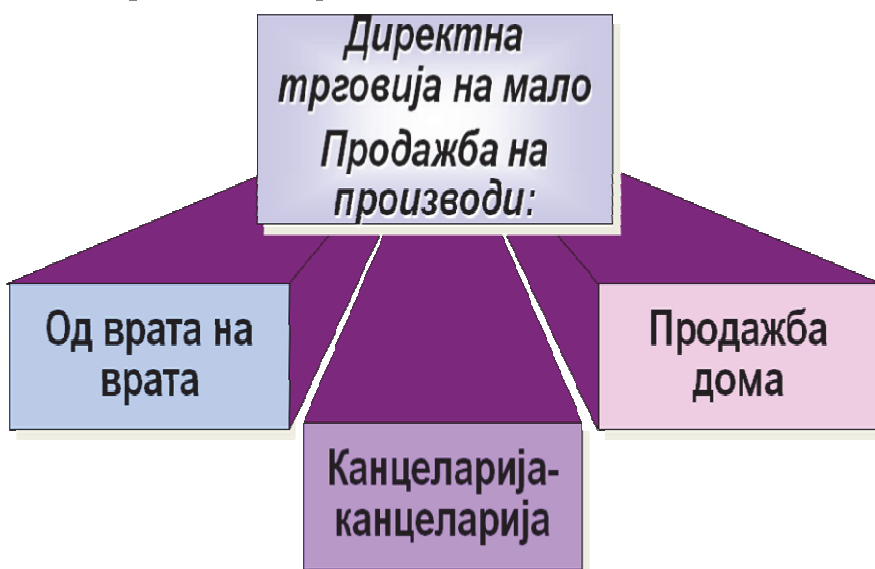 Директна
трговија на мало
Продажба на
производи:
Од врата на
врата
Продажба
дома
Канцеларија-
канцеларија